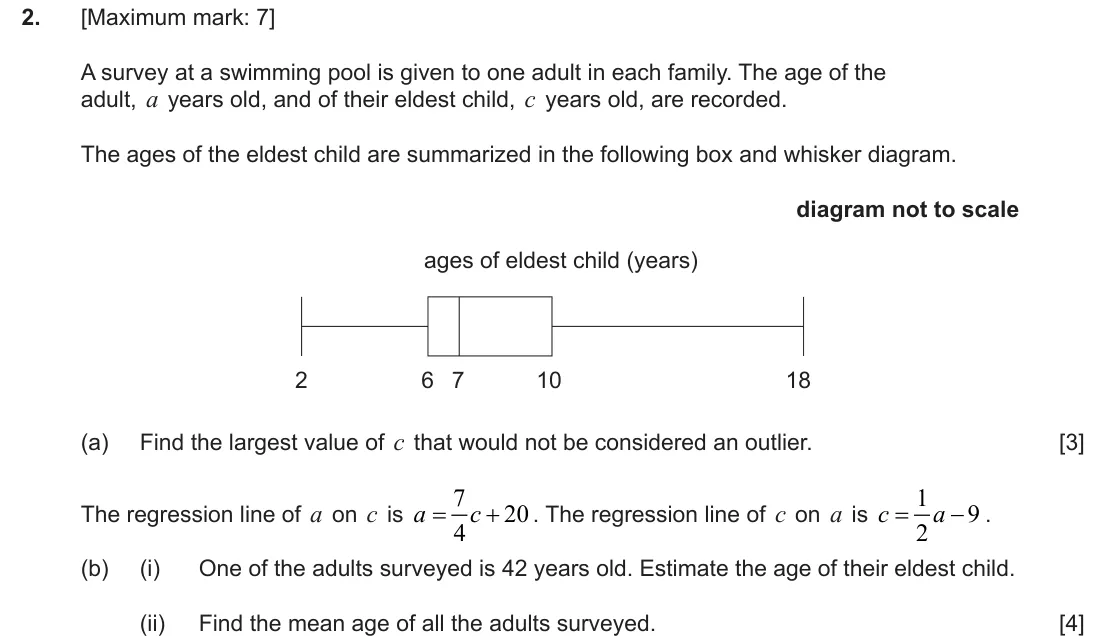 2. [Maximum mark: 7]
A survey at a swimming pool is given to one adult in each family. The age of the
adult, a years old, and of their eldest child, c years old, are recorded.
The ages of the eldest child are summarized in the following box and whisker diagram.
diagram not to scale
ages of eldest child (years)
2 6 7 10 18
(a) Find the largest value of c that would not be considered an outlier. [3]
The regression line of a on c is a = 7/4 c + 20. The regression line of c on a is c = 1/2 a − 9.
(b) (i) One of the adults surveyed is 42 years old. Estimate the age of their eldest child.
(ii) Find the mean age of all the adults surveyed. [4]